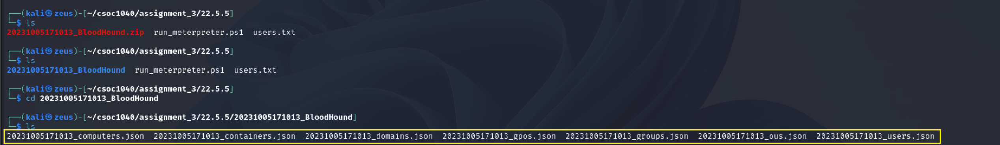 ┌──(kali㉿zeus)-[~/csoc1040/assignment_3/22.5.5]
└─$ ls
20231005171013_BloodHound.zip  run_meterpreter.ps1  users.txt
┌──(kali㉿zeus)-[~/csoc1040/assignment_3/22.5.5]
└─$ ls
20231005171013_BloodHound  run_meterpreter.ps1  users.txt
┌──(kali㉿zeus)-[~/csoc1040/assignment_3/22.5.5]
└─$ cd 20231005171013_BloodHound
┌──(kali㉿zeus)-[~/csoc1040/assignment_3/22.5.5/20231005171013_BloodHound]
└─$ ls
20231005171013_computers.json  20231005171013_containers.json  20231005171013_domains.json  20231005171013_gpos.json  20231005171013_groups.json  20231005171013_ous.json  20231005171013_users.json